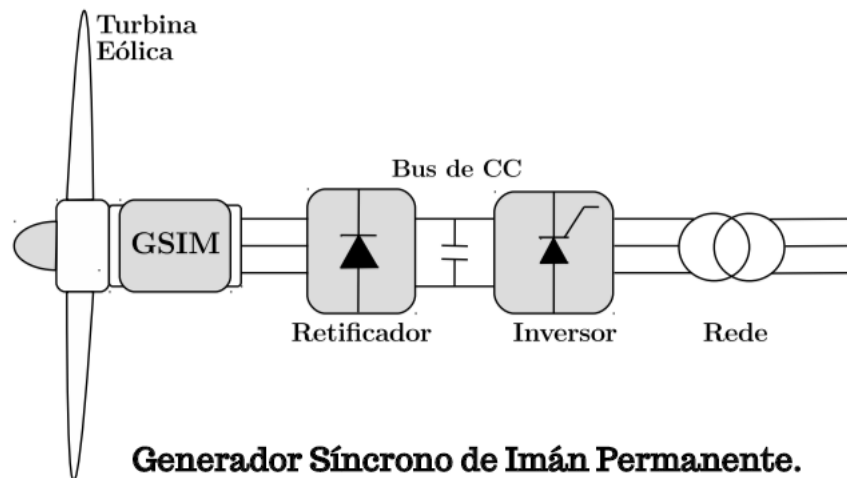 Turbina
Eólica
Bus de CC
GSIM
Retificador
Inversor
Rede
Generador Síncrono de Imán Permanente.